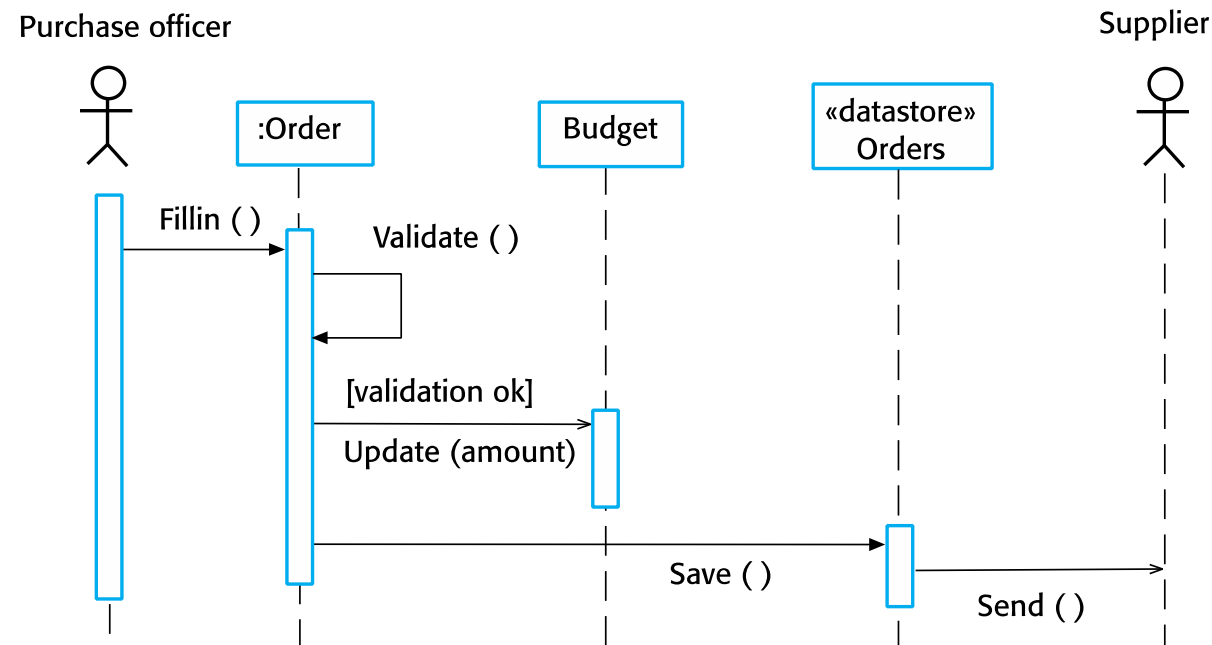 Purchase officer
Supplier
:Order
Budget
«datastore»
Orders
Fillin ( )
Validate ( )
[validation ok]
Update (amount)
Save ( )
Send ( )